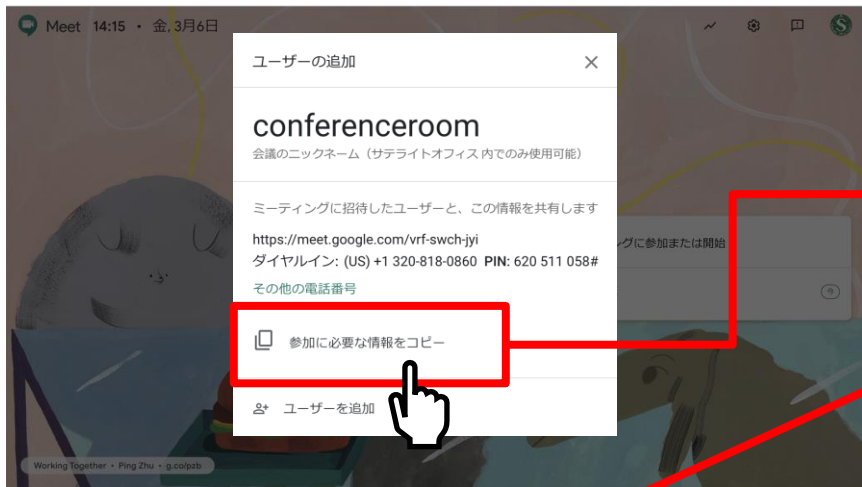 Meet 14:15 • 金, 3月6日
ユーザーの追加
conferenceroom
会議のニックネーム（サテライトオフィス 内でのみ使用可能）
ミーティングに招待したユーザーと、この情報を共有します
https://meet.google.com/vrf-swch-jyi
ングに参加または開始
ダイヤルイン: (US) +1 320-818-0860 PIN: 620 511 058#
その他の電話番号
参加に必要な情報をコピー
ユーザーを追加
Working Together • Ping Zhu • g.co/pzb